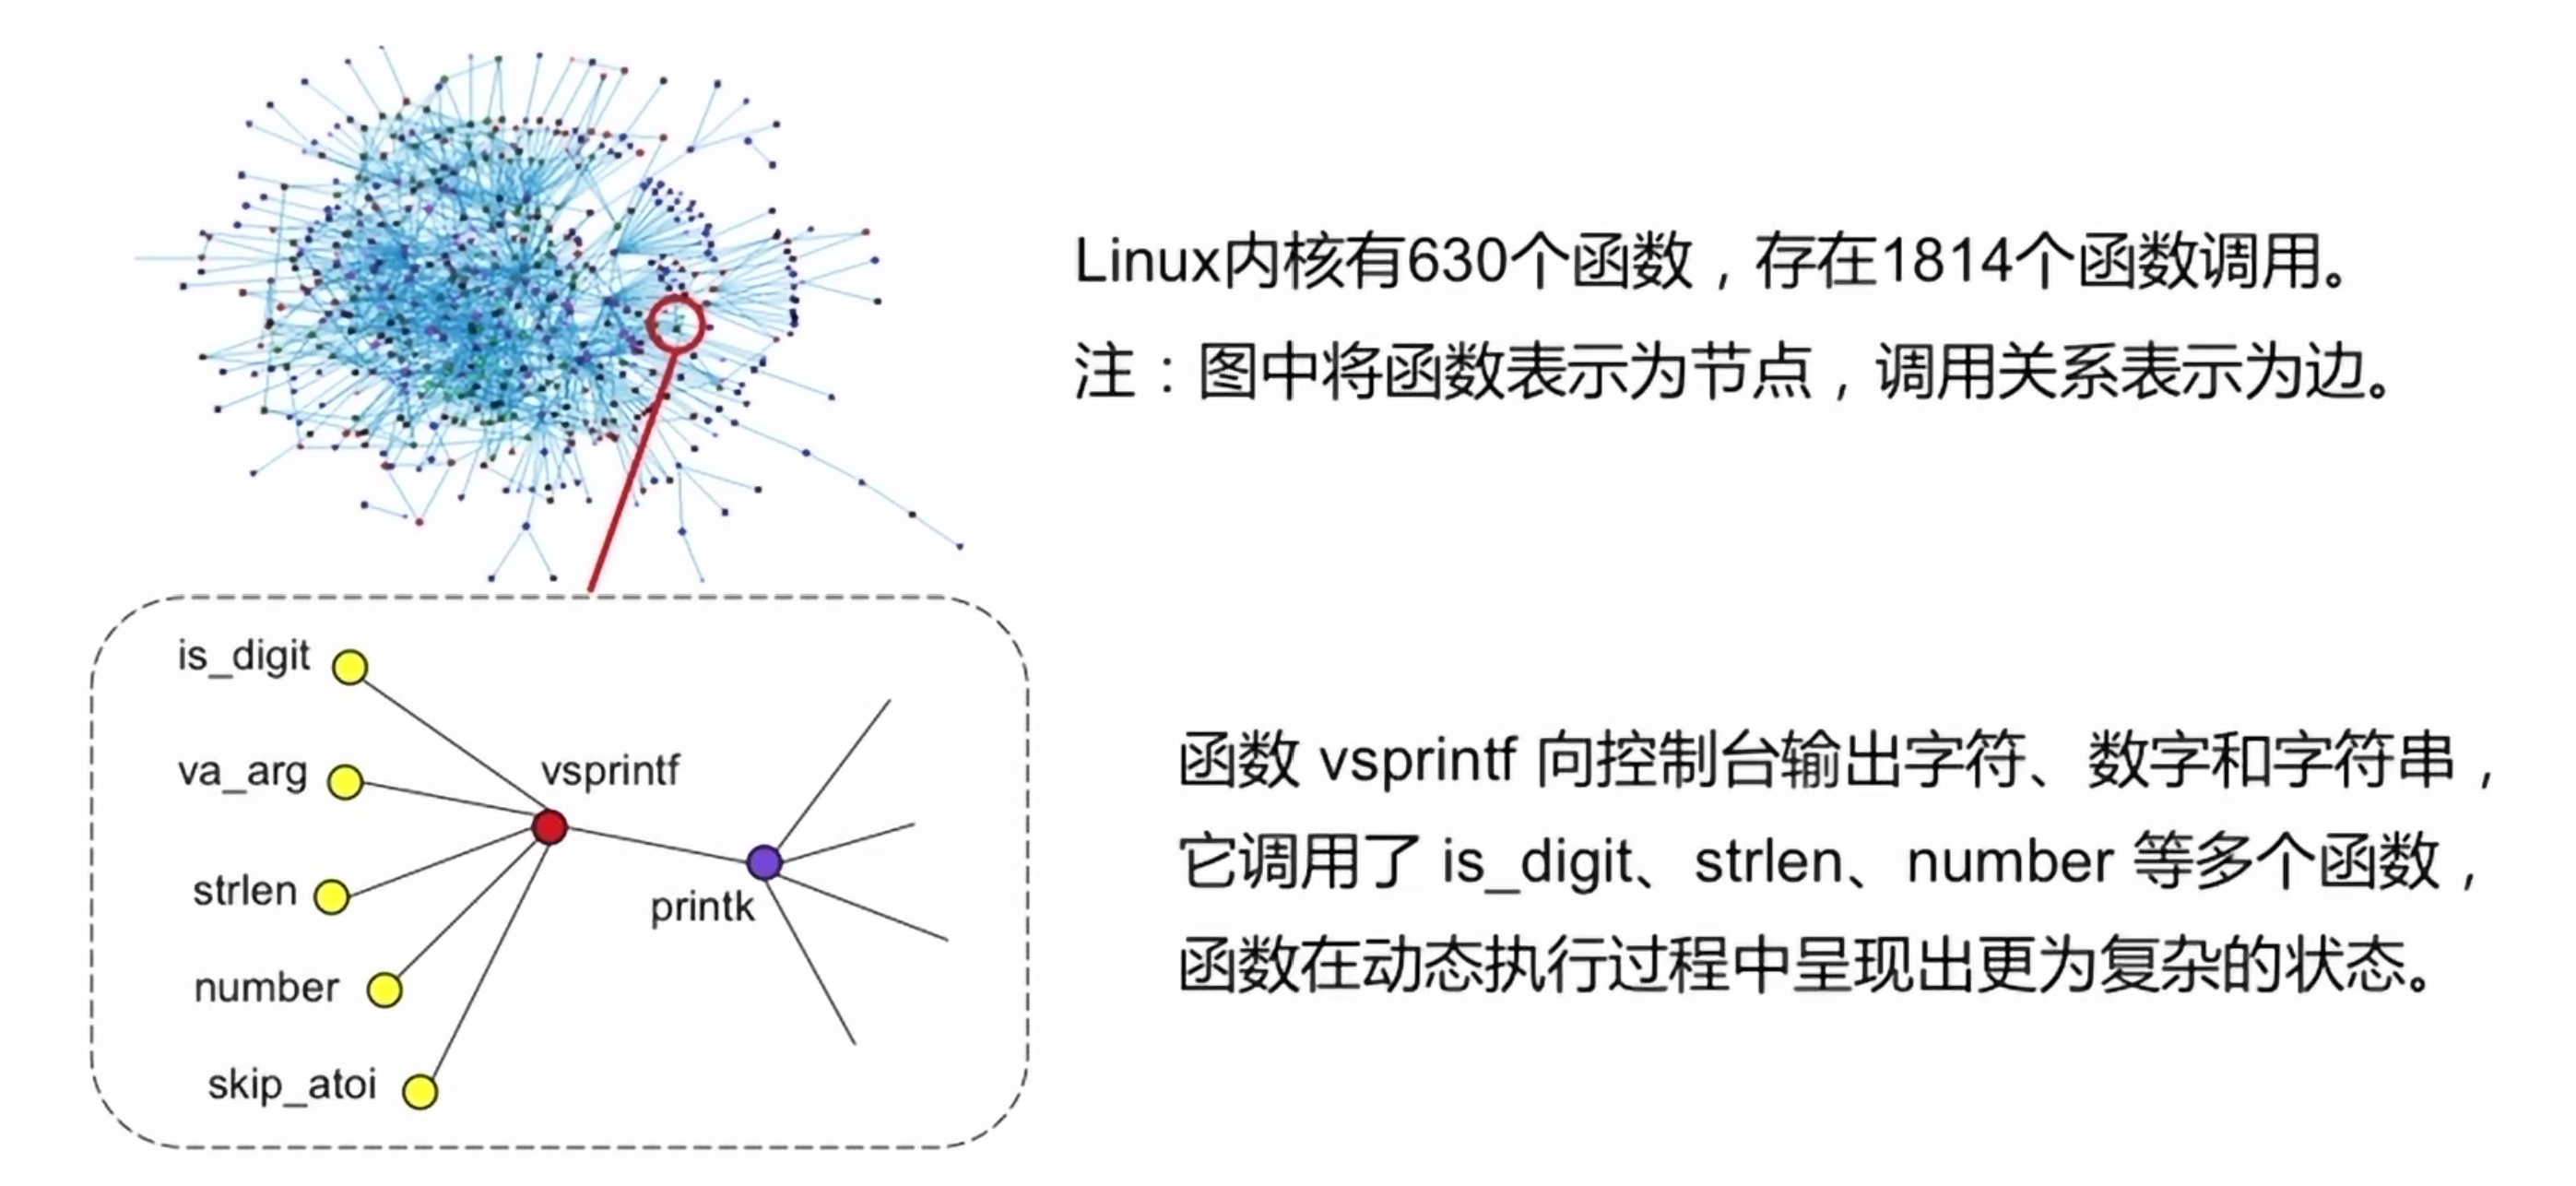 Linux内核有630个函数，存在1814个函数调用。
注：图中将函数表示为节点，调用关系表示为边。
is_digit
va_arg
vsprintf
strlen
printk
number
skip_atoi
函数 vsprintf 向控制台输出字符、数字和字符串，
它调用了 is_digit、strlen、number 等多个函数，
函数在动态执行过程中呈现出更为复杂的状态。